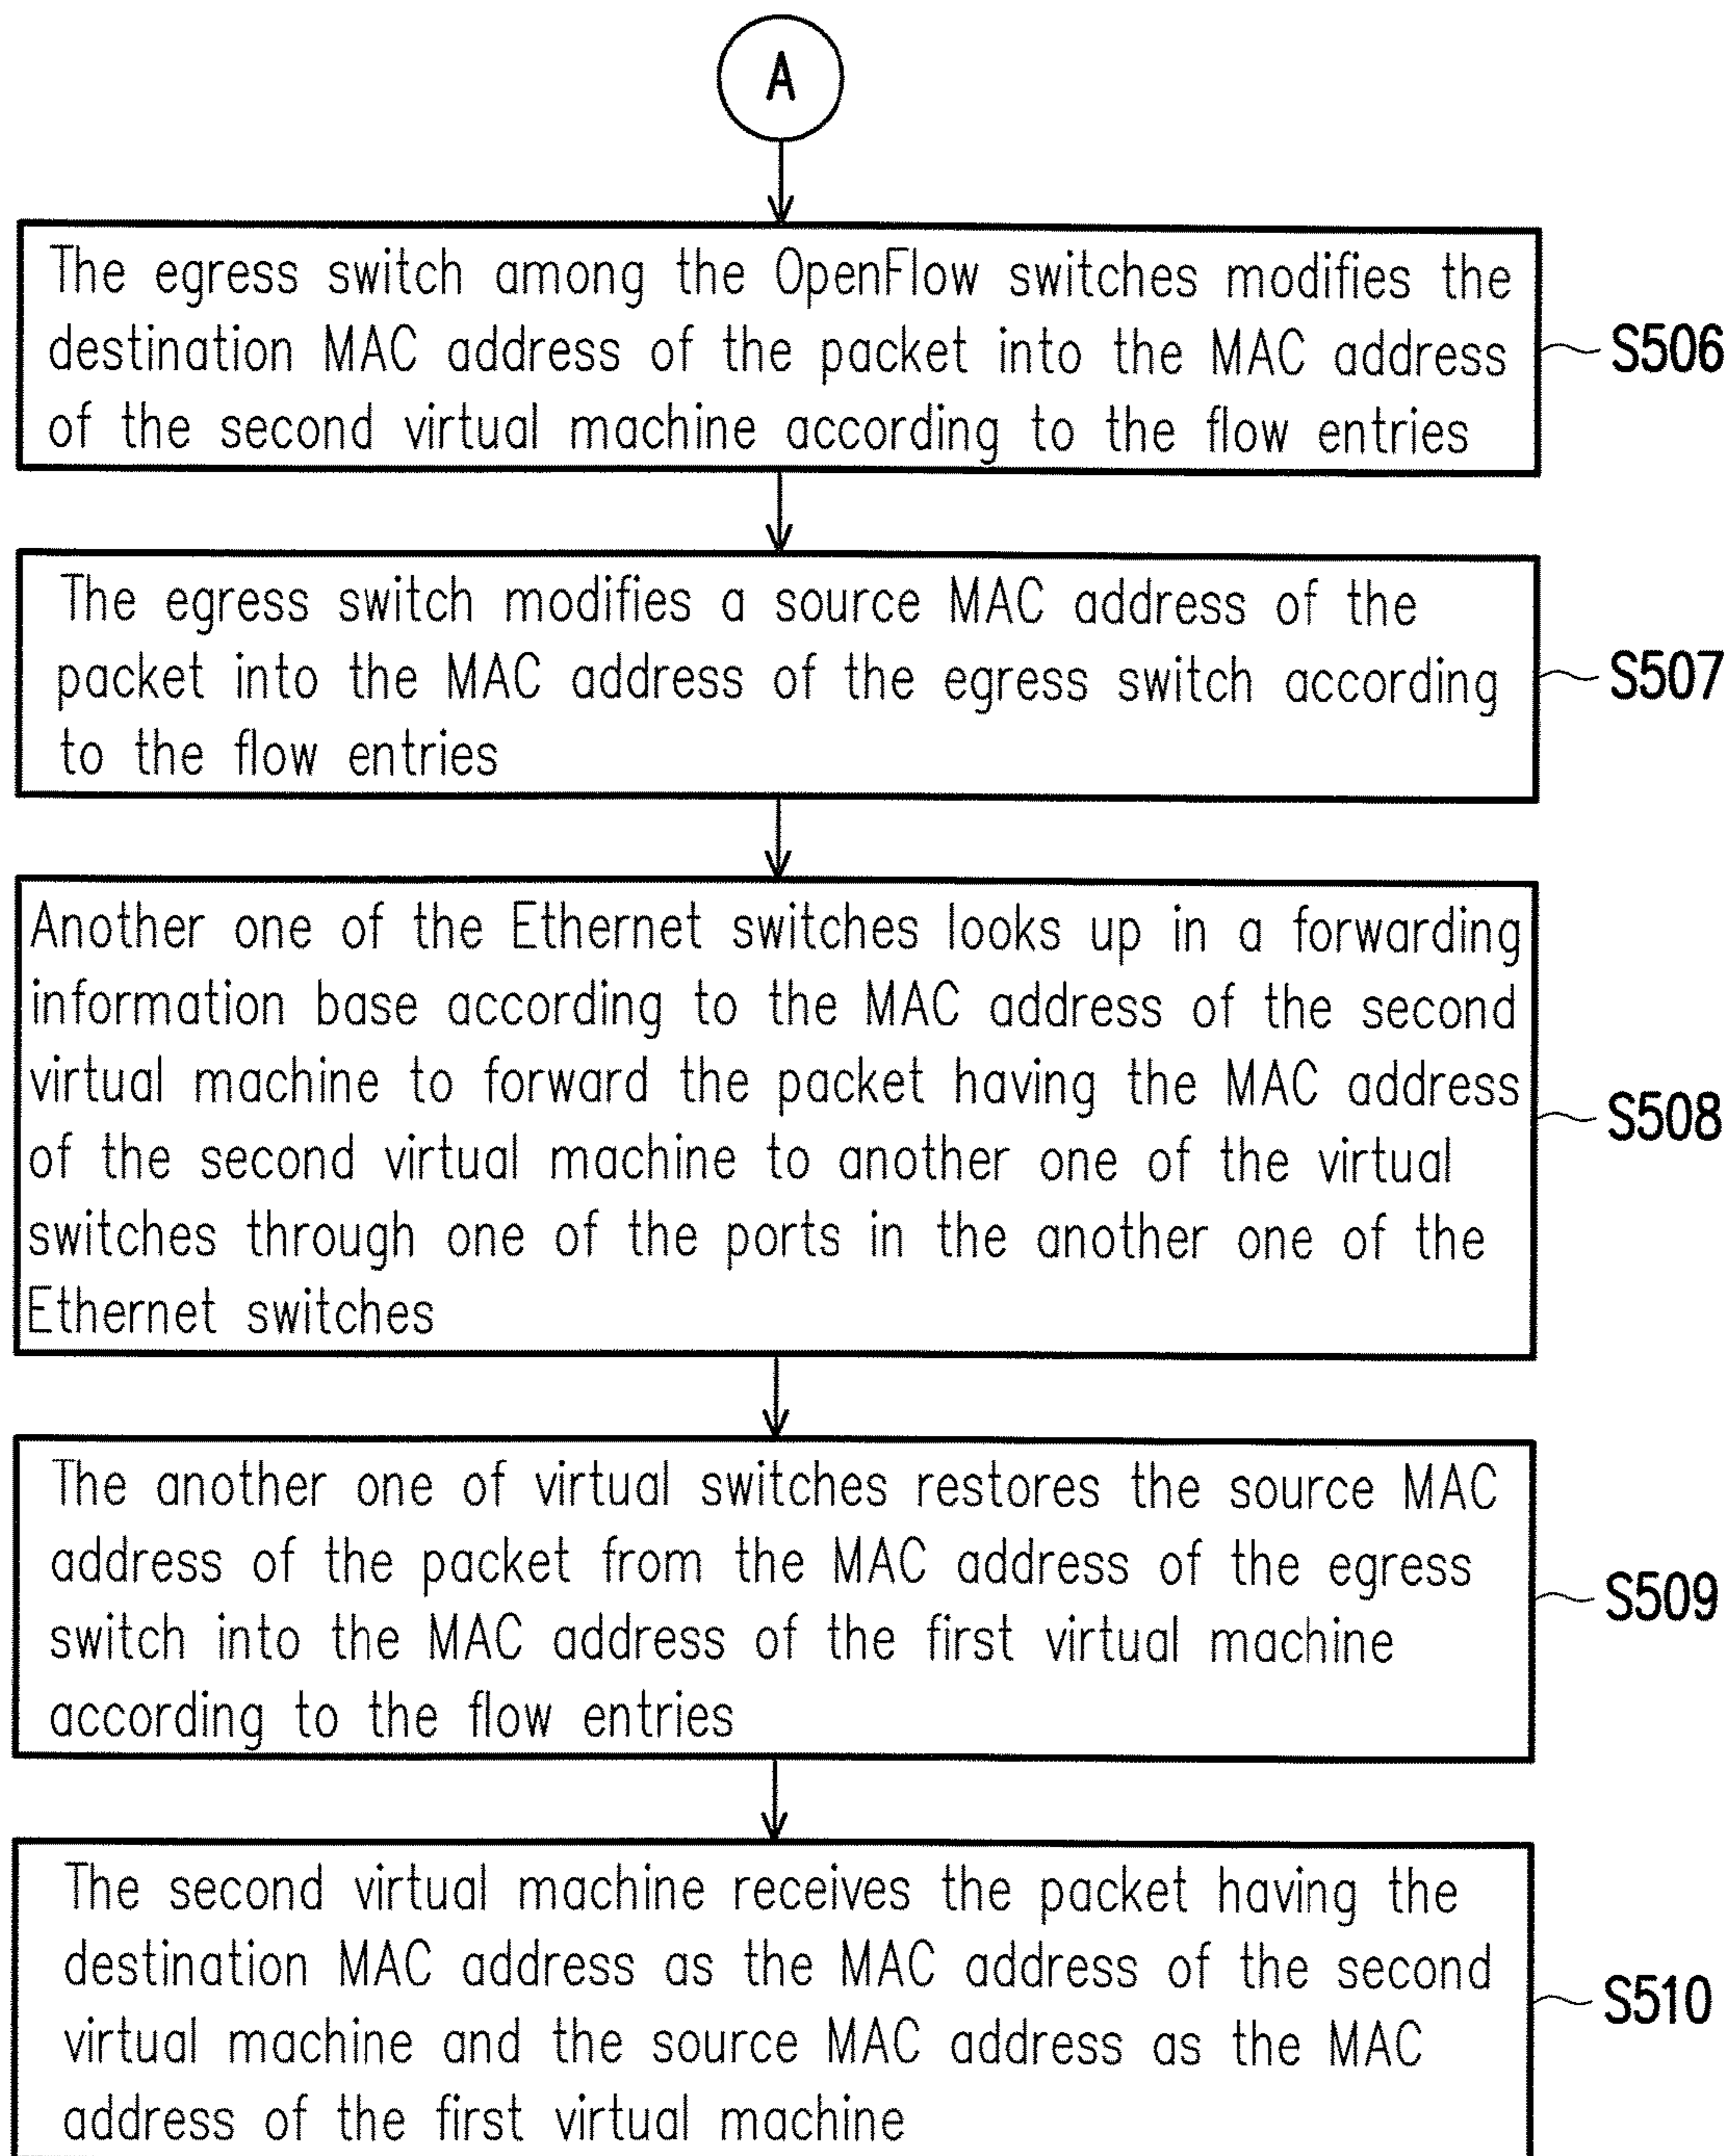 A
The egress switch among the OpenFlow switches modifies the
destination MAC address of the packet into the MAC address
of the second virtual machine according to the flow entries
S506
The egress switch modifies a source MAC address of the
packet into the MAC address of the egress switch according
to the flow entries
S507
Another one of the Ethernet switches looks up in a forwarding
information base according to the MAC address of the second
virtual machine to forward the packet having the MAC address
of the second virtual machine to another one of the virtual
switches through one of the ports in the another one of the
Ethernet switches
S508
The another one of virtual switches restores the source MAC
address of the packet from the MAC address of the egress
switch into the MAC address of the first virtual machine
according to the flow entries
S509
The second virtual machine receives the packet having the
destination MAC address as the MAC address of the second
virtual machine and the source MAC address as the MAC
address of the first virtual machine
S510